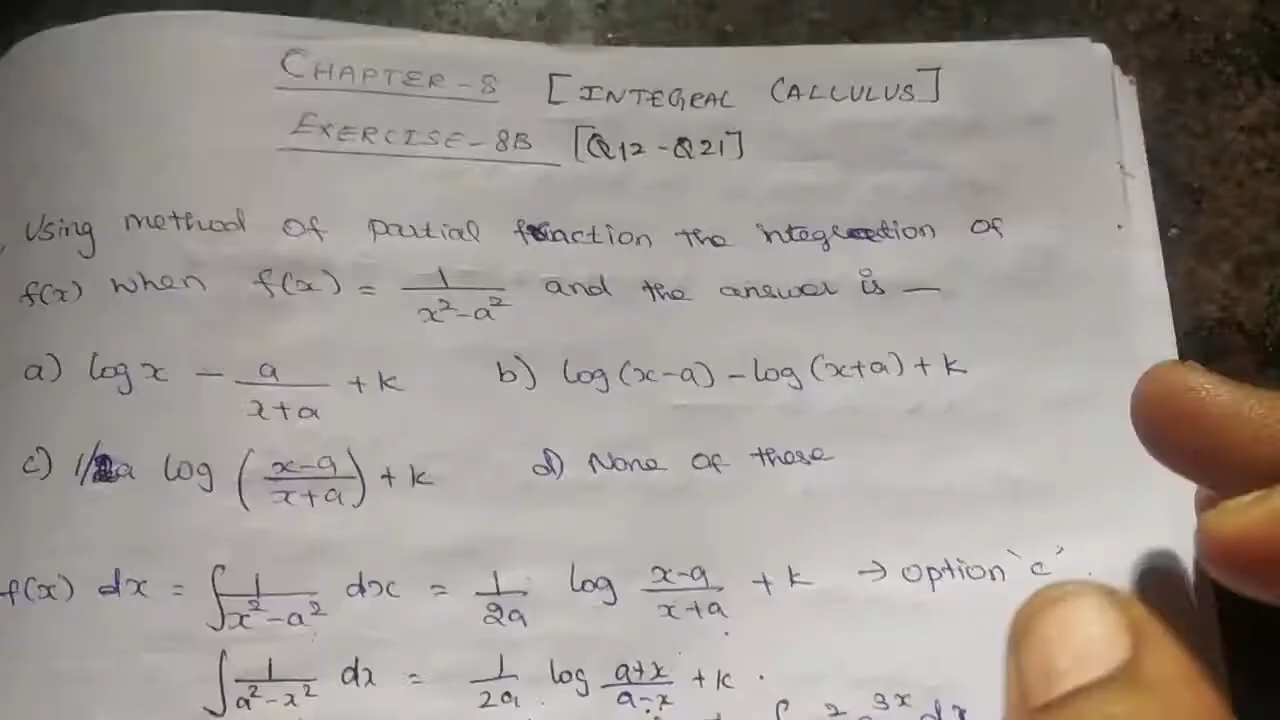 CHAPTER-8 [INTEGRAL CALCULUS]
EXERCISE-8B [Q12-Q21]
Using method of partial fraction the integration of
f(x) when f(x) = 1/(x²-a²) and the answer is —
a) log x - a/(x+a) + k b) log(x-a) - log(x+a) + k
c) 1/2a log ((x-a)/(x+a)) + k d) None of these
f(x) dx = ∫ 1/(x²-a²) dx = 1/2a log (x-a)/(x+a) + k → option 'c'.
∫ 1/(a²-x²) dx = 1/2a log (a+x)/(a-x) + k.